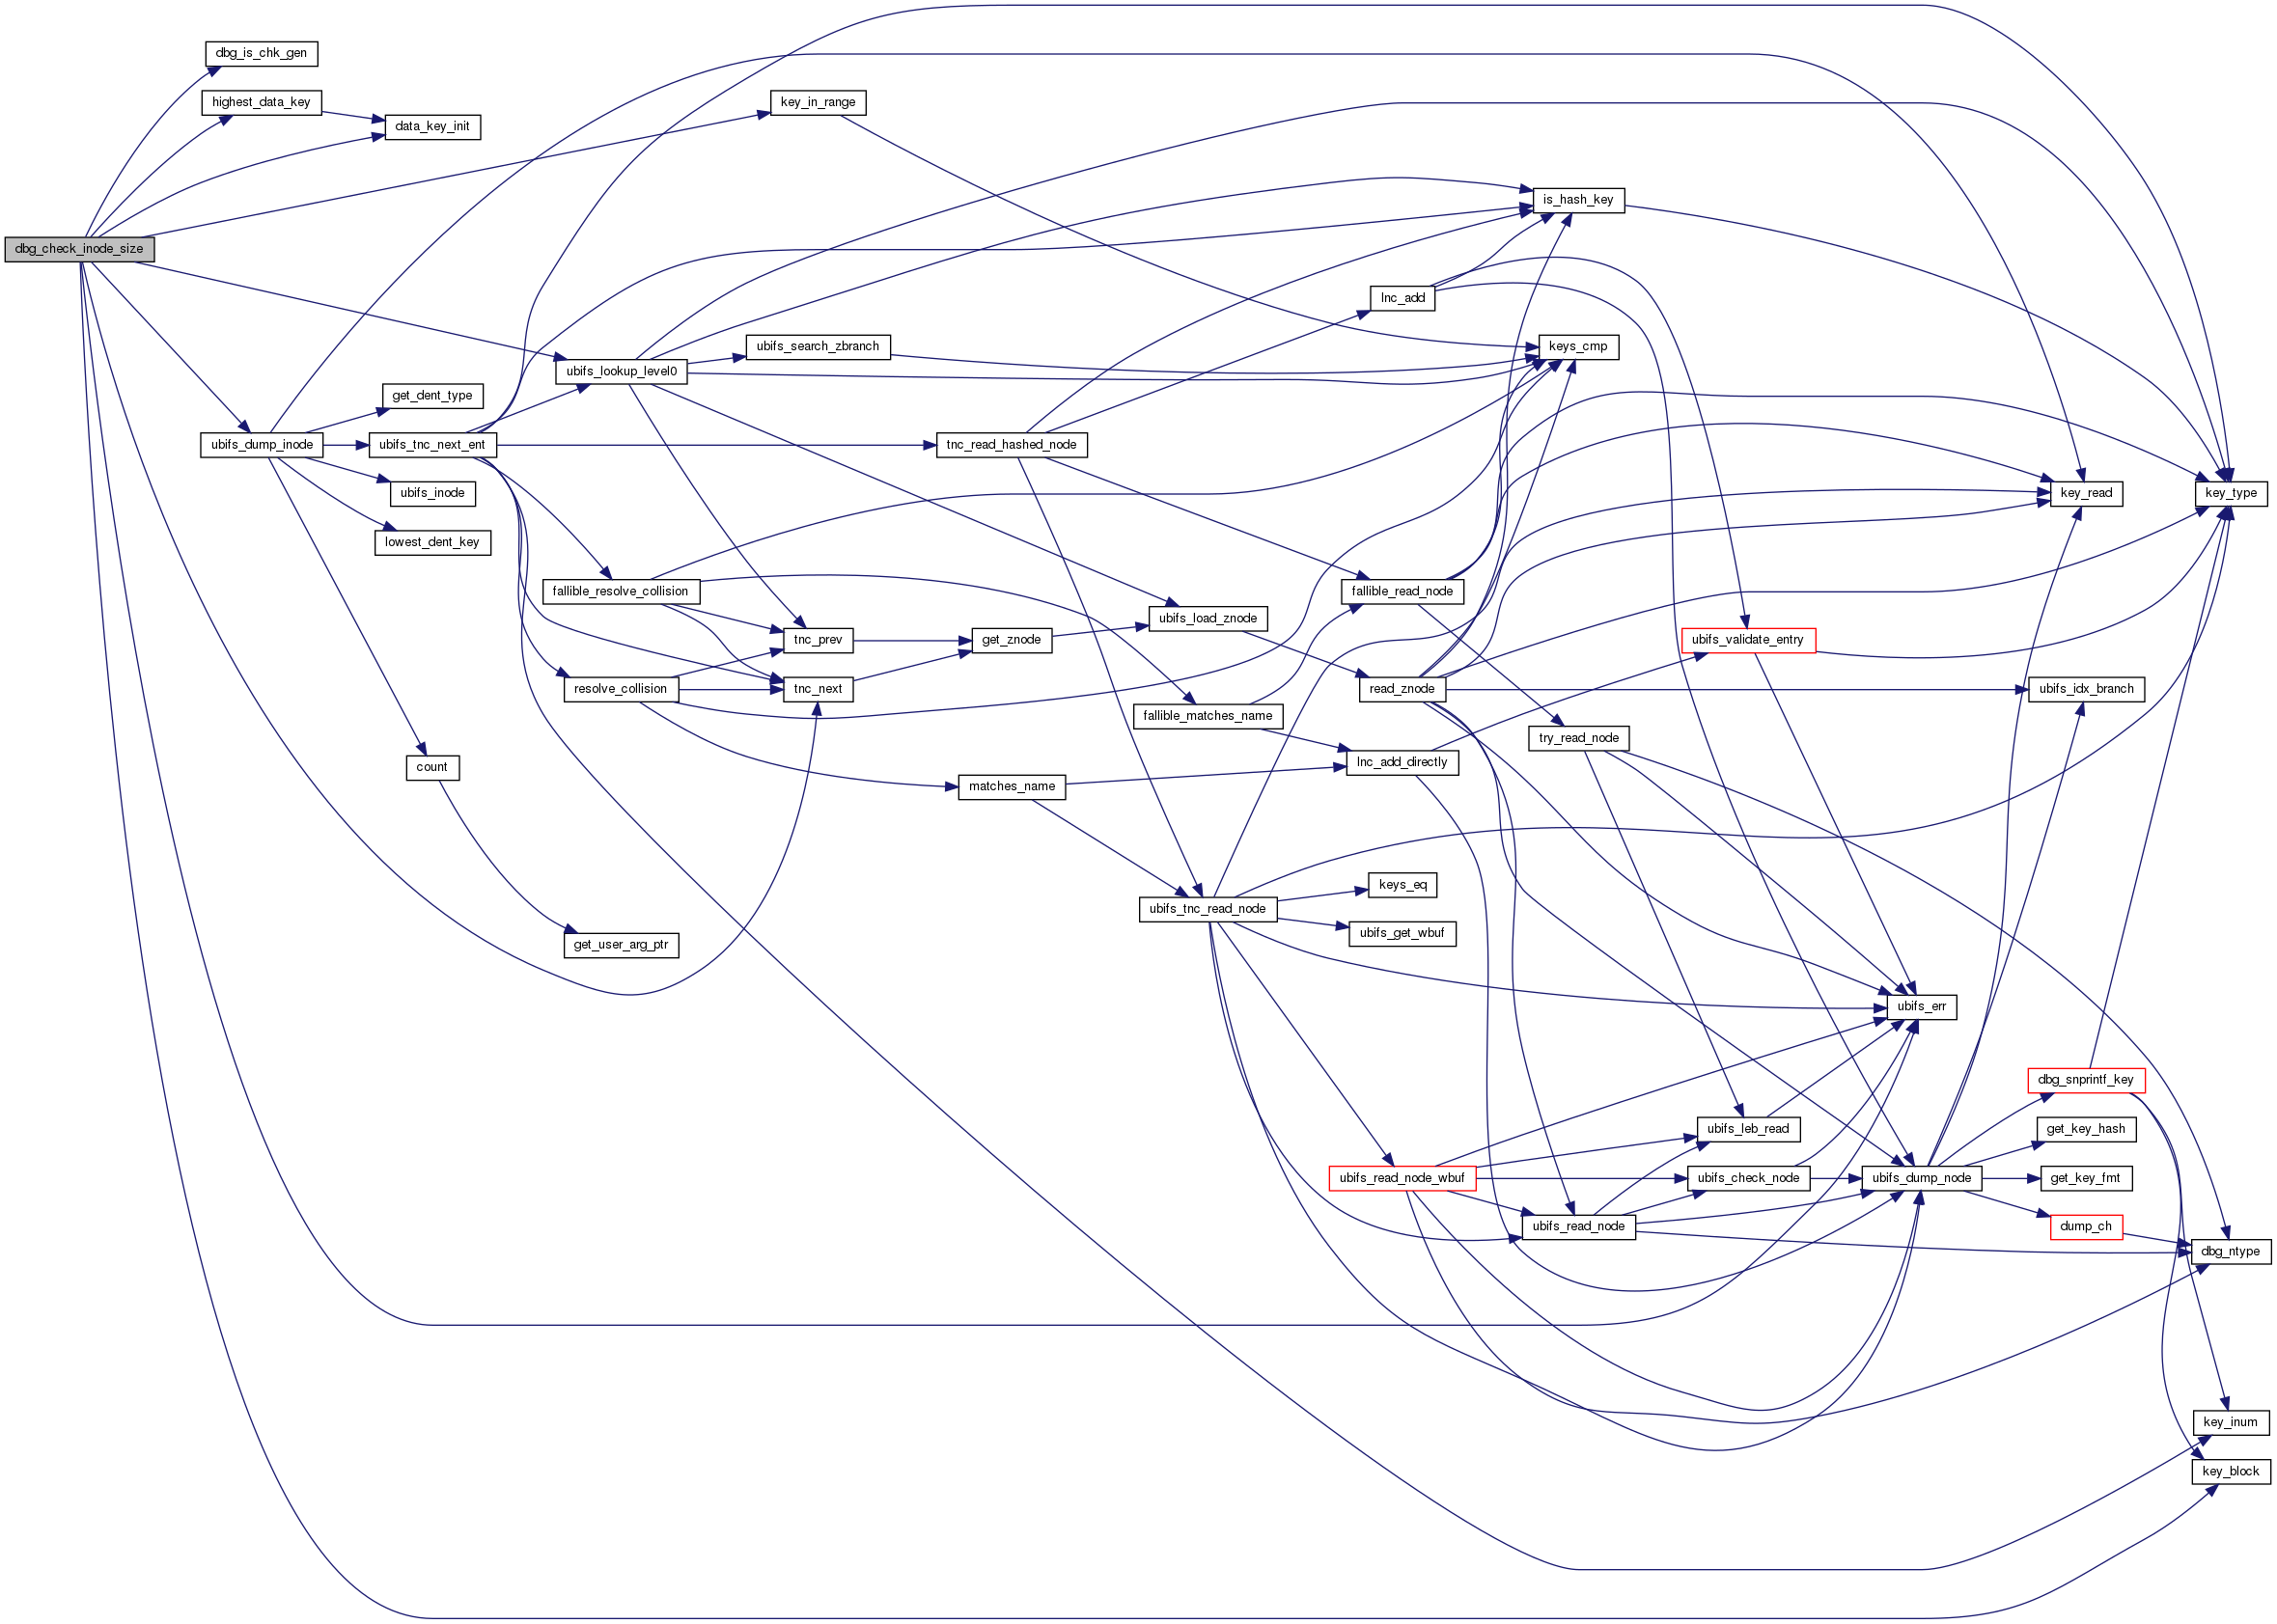 dbg_is_chk_gen
highest_data_key
key_in_range
data_key_init
is_hash_key
dbg_check_inode_size
lnc_add
ubifs_search_zbranch
keys_cmp
ubifs_lookup_level0
get_dent_type
ubifs_dump_inode
ubifs_tnc_next_ent
tnc_read_hashed_node
ubifs_inode
key_read
key_type
lowest_dent_key
fallible_resolve_collision
fallible_read_node
ubifs_load_znode
tnc_prev
get_znode
ubifs_validate_entry
resolve_collision
tnc_next
read_znode
ubifs_idx_branch
fallible_matches_name
try_read_node
count
lnc_add_directly
matches_name
keys_eq
ubifs_tnc_read_node
ubifs_get_wbuf
get_user_arg_ptr
ubifs_err
dbg_snprintf_key
ubifs_leb_read
get_key_hash
ubifs_read_node_wbuf
ubifs_check_node
ubifs_dump_node
get_key_fmt
ubifs_read_node
dump_ch
dbg_ntype
key_inum
key_block